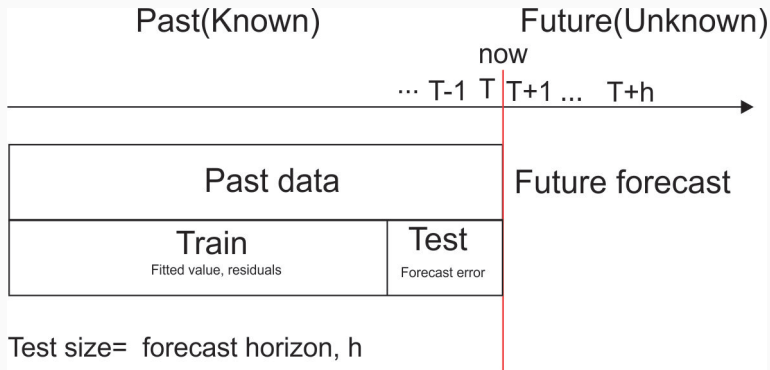 Past(Known) Future(Unknown)
now
... T-1 T T+1 ... T+h
Past data Future forecast
Train Test
Fitted value, residuals Forecast error
Test size= forecast horizon, h